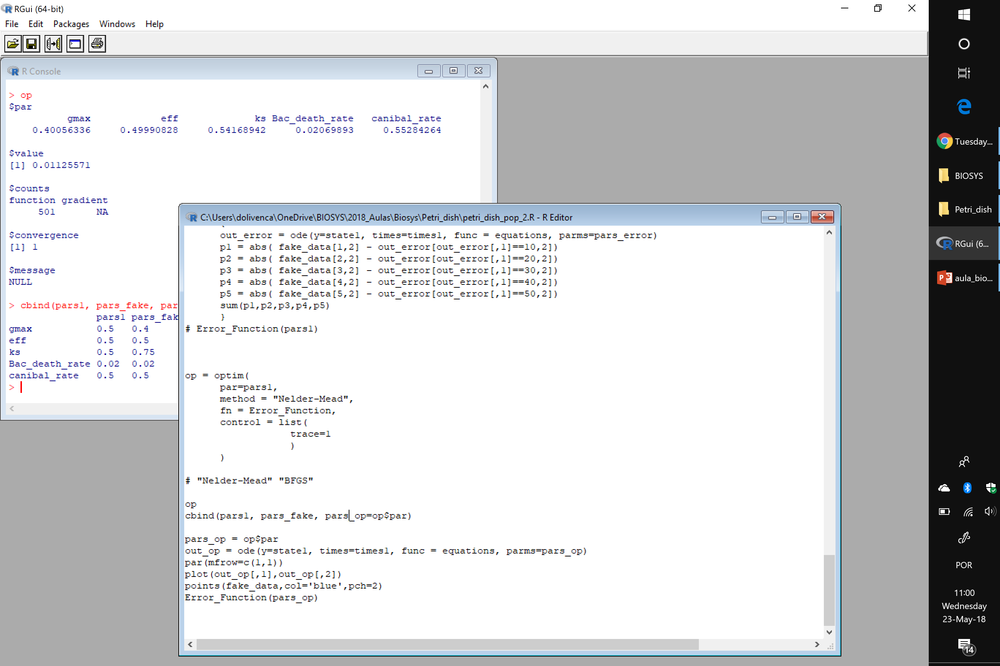 RGui (64-bit)
File Edit Packages Windows Help
R Console
> op
$par
gmax eff ks Bac_death_rate canibal_rate
0.40056336 0.49990828 0.54168942 0.02069893 0.55284264
$value
[1] 0.01125571
$counts
function gradient
501 NA
$convergence
[1] 1
$message
NULL
> cbind(pars1, pars_fake, par
pars1 pars_fak
gmax 0.5 0.4
eff 0.5 0.5
ks 0.5 0.75
Bac_death_rate 0.02 0.02
canibal_rate 0.5 0.5
>
C:\Users\dolivenca\OneDrive\BIOSYS\2018_Aulas\Biosys\Petri_dish\petri_dish_pop_2.R - R Editor
out_error = ode(y=state1, times=times1, func = equations, parms=pars_error)
p1 = abs( fake_data[1,2] - out_error[out_error[,1]==10,2])
p2 = abs( fake_data[2,2] - out_error[out_error[,1]==20,2])
p3 = abs( fake_data[3,2] - out_error[out_error[,1]==30,2])
p4 = abs( fake_data[4,2] - out_error[out_error[,1]==40,2])
p5 = abs( fake_data[5,2] - out_error[out_error[,1]==50,2])
sum(p1,p2,p3,p4,p5)
}
# Error_Function(pars1)
op = optim(
par=pars1,
method = "Nelder-Mead",
fn = Error_Function,
control = list(
trace=1
)
)
# "Nelder-Mead" "BFGS"
op
cbind(pars1, pars_fake, pars_op=op$par)
pars_op = op$par
out_op = ode(y=state1, times=times1, func = equations, parms=pars_op)
par(mfrow=c(1,1))
plot(out_op[,1],out_op[,2])
points(fake_data,col='blue',pch=2)
Error_Function(pars_op)
Tuesday...
BIOSYS
Petri_dish
RGui (6...
aula_bio...
POR
11:00
Wednesday
23-May-18
14